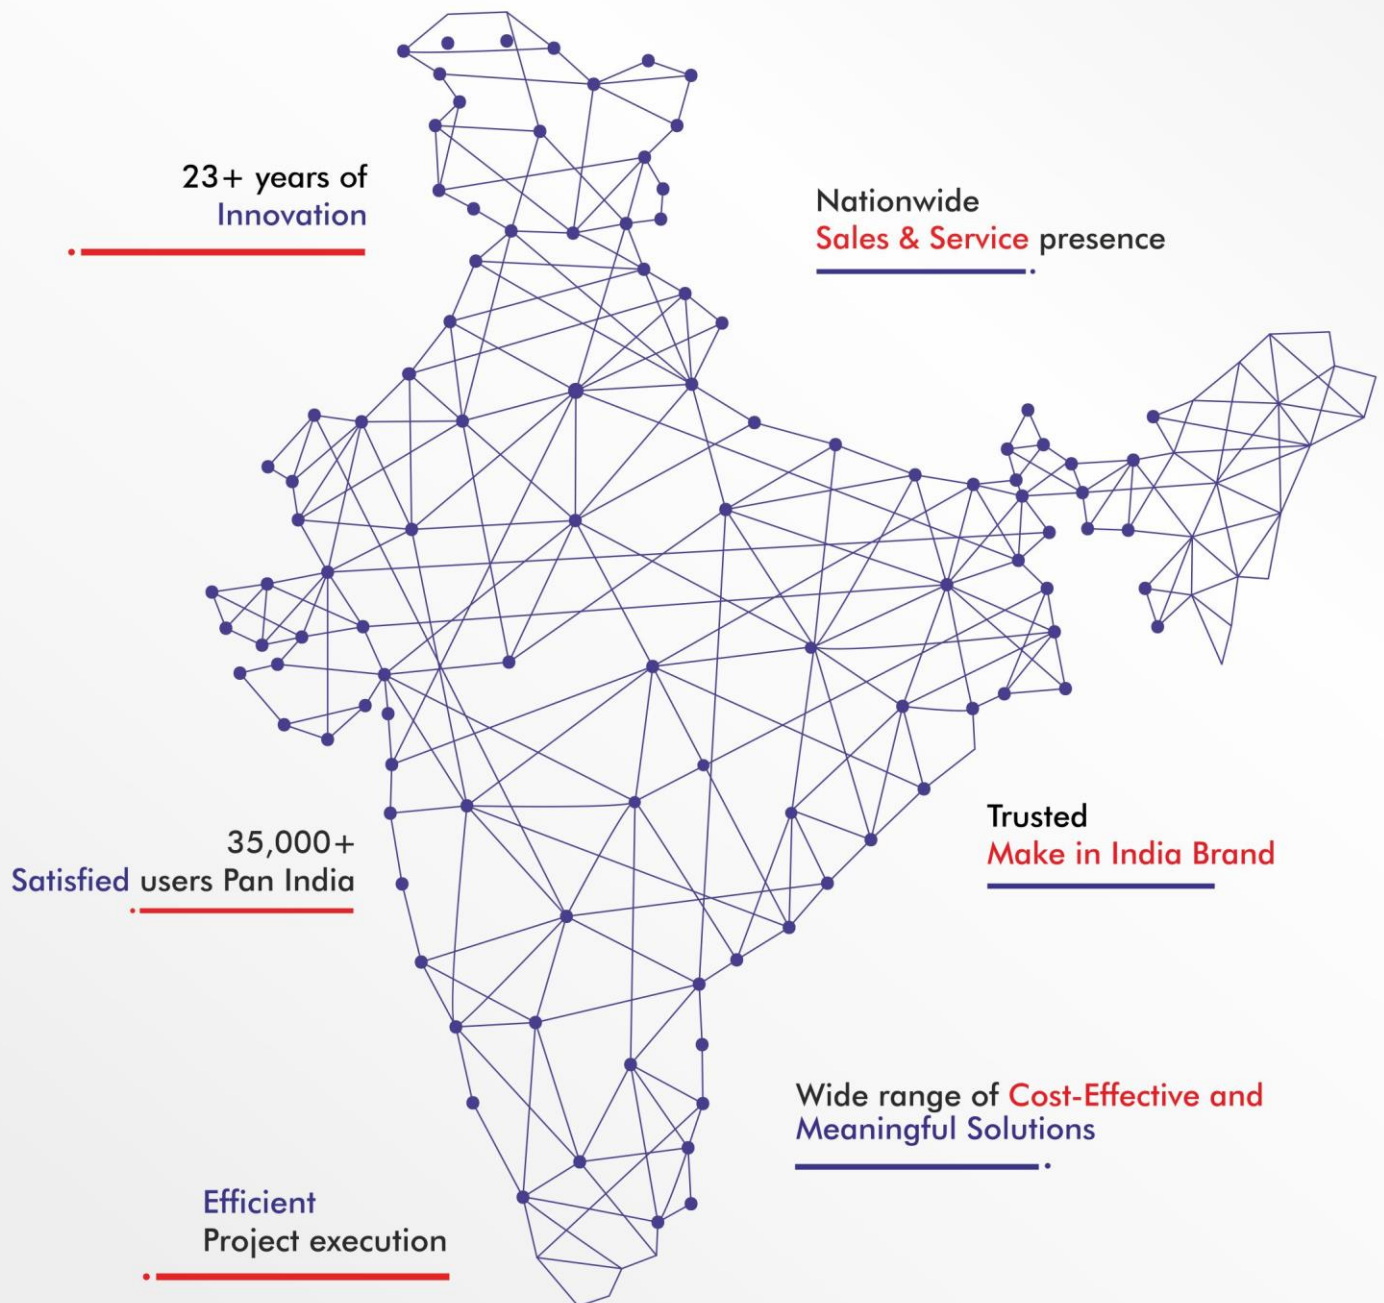 23+ years of
Innovation
Nationwide
Sales & Service presence
35,000+
Satisfied users Pan India
Trusted
Make in India Brand
Wide range of Cost-Effective and
Meaningful Solutions
Efficient
Project execution